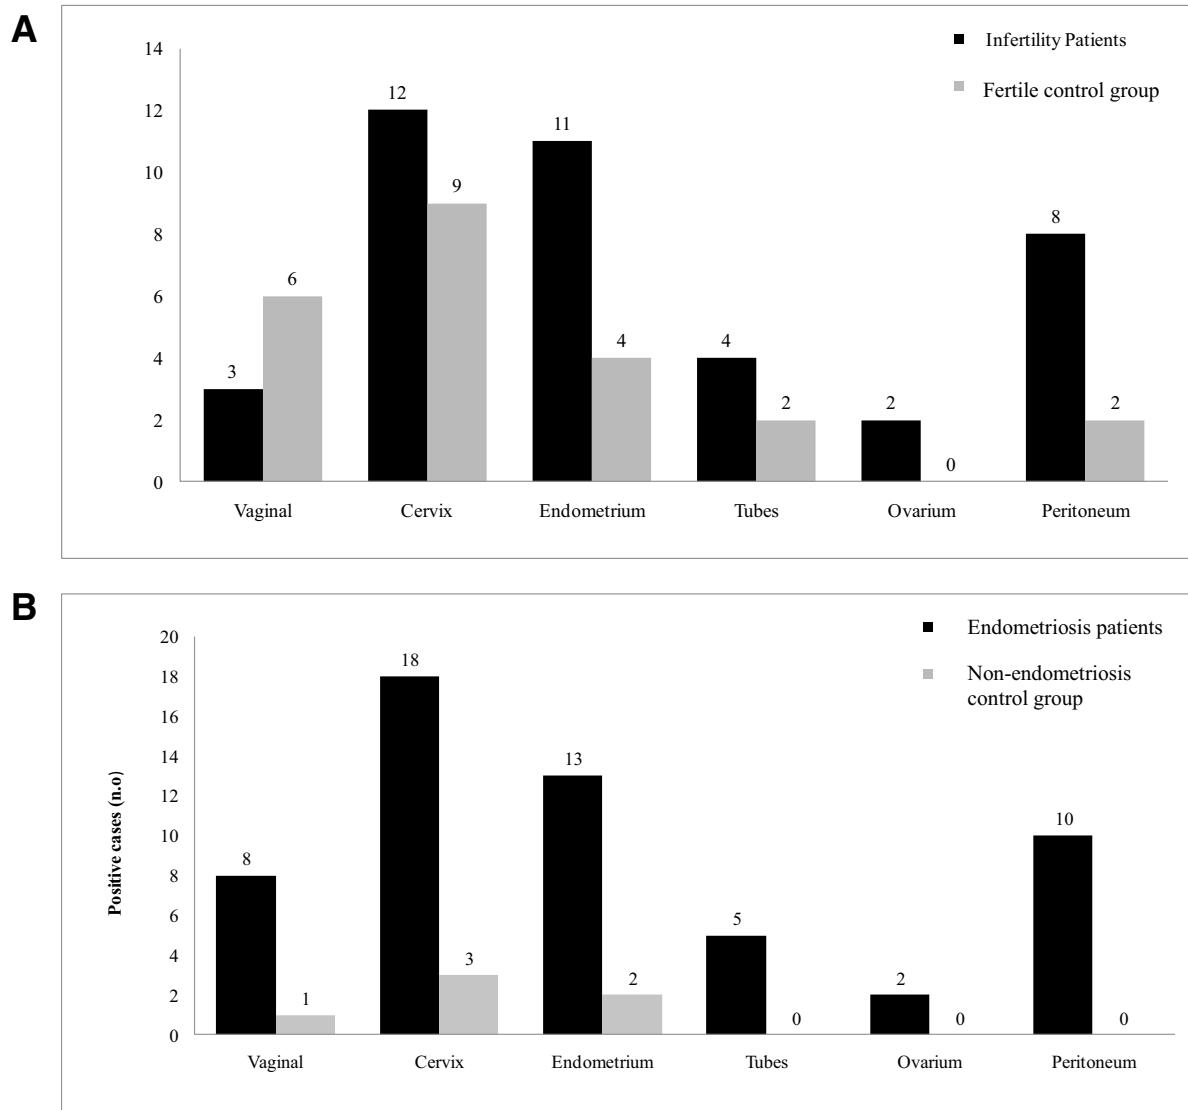 A
14
12
10
8
6
4
2
0
Infertility Patients
Fertile control group
3
6
12
9
11
4
4
2
2
0
8
2
Vaginal
Cervix
Endometrium
Tubes
Ovarium
Peritoneum
B
Positive cases (n.o)
20
18
16
14
12
10
8
6
4
2
0
Endometriosis patients
Non-endometriosis
control group
8
1
18
3
13
2
5
0
2
0
10
0
Vaginal
Cervix
Endometrium
Tubes
Ovarium
Peritoneum